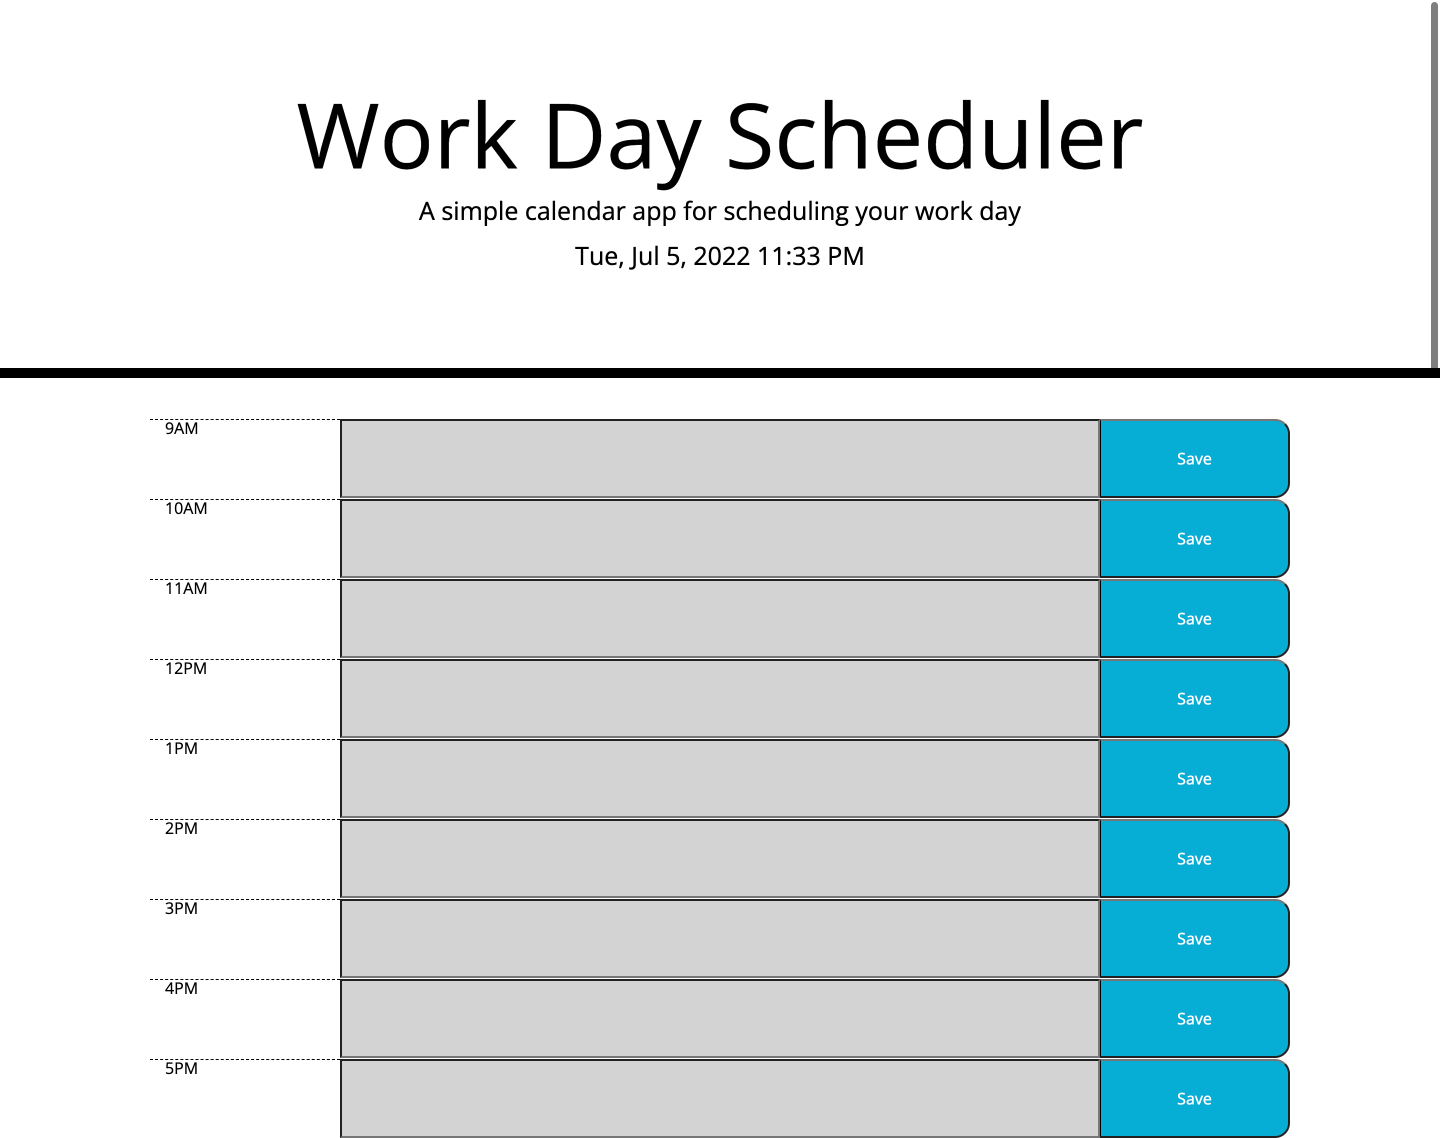 Work Day Scheduler
A simple calendar app for scheduling your work day
Tue, Jul 5, 2022 11:33 PM
9AM
Save
10AM
Save
11AM
Save
12PM
Save
1PM
Save
2PM
Save
3PM
Save
4PM
Save
5PM
Save